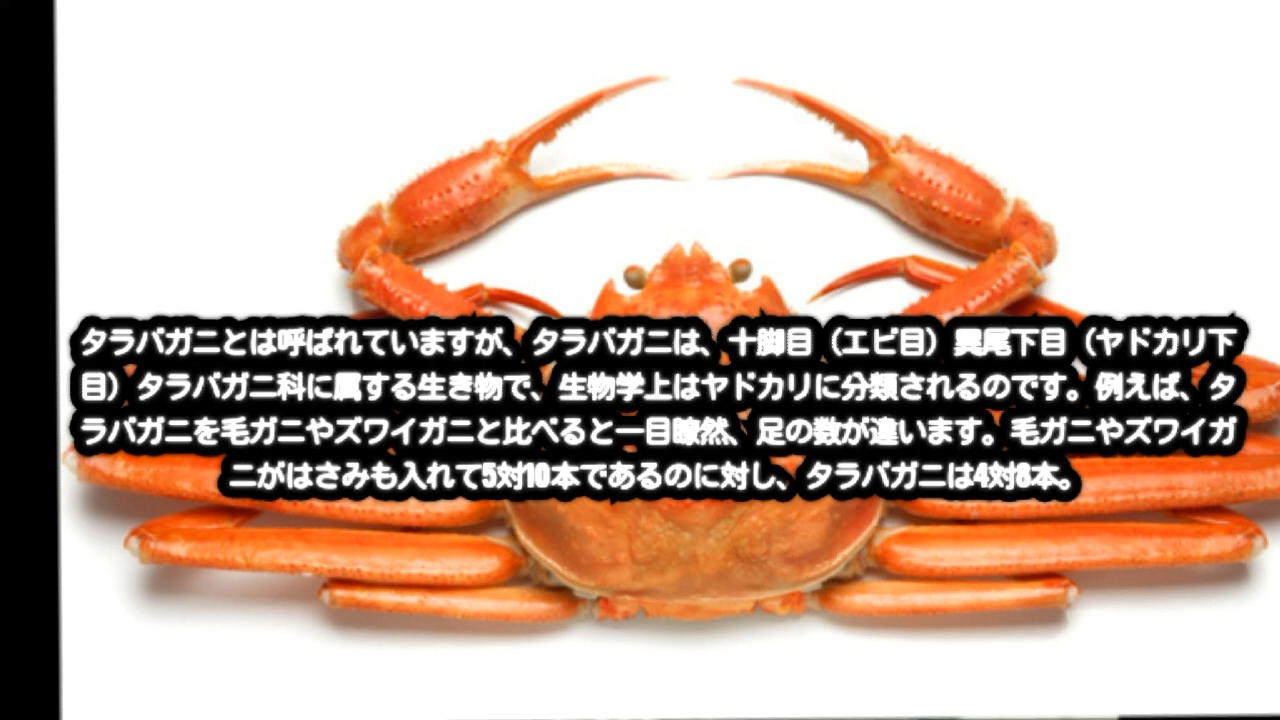 タラバガニとは呼ばれていますが、タラバガニは、十脚目（エビ目）異尾下目（ヤドカリ下
目）タラバガニ科に属する生き物で、生物学上はヤドカリに分類されるのです。例えば、タ
ラバガニを毛ガニやズワイガニと比べると一目瞭然、足の数が違います。毛ガニやズワイガ
ニがはさみも入れて5対10本であるのに対し、タラバガニは4対8本。